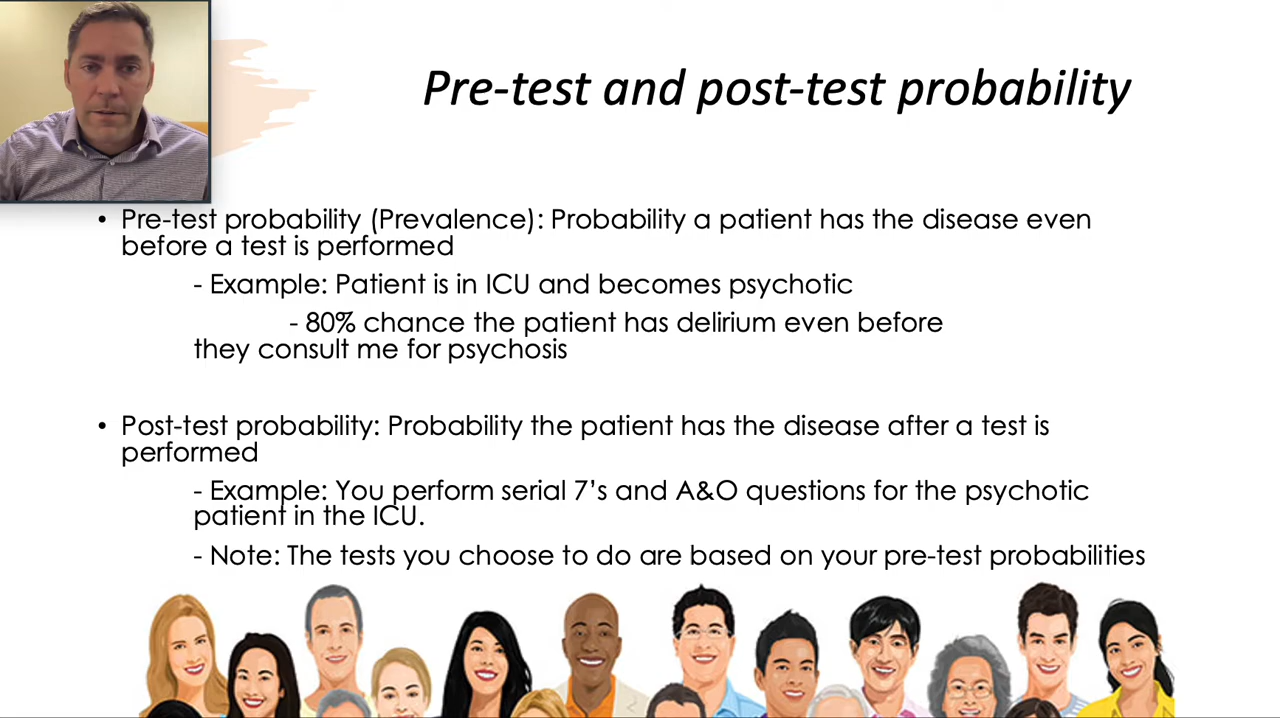 Pre-test and post-test probability
• Pre-test probability (Prevalence): Probability a patient has the disease even
before a test is performed
- Example: Patient is in ICU and becomes psychotic
- 80% chance the patient has delirium even before
they consult me for psychosis
• Post-test probability: Probability the patient has the disease after a test is
performed
- Example: You perform serial 7’s and A&O questions for the psychotic
patient in the ICU.
- Note: The tests you choose to do are based on your pre-test probabilities